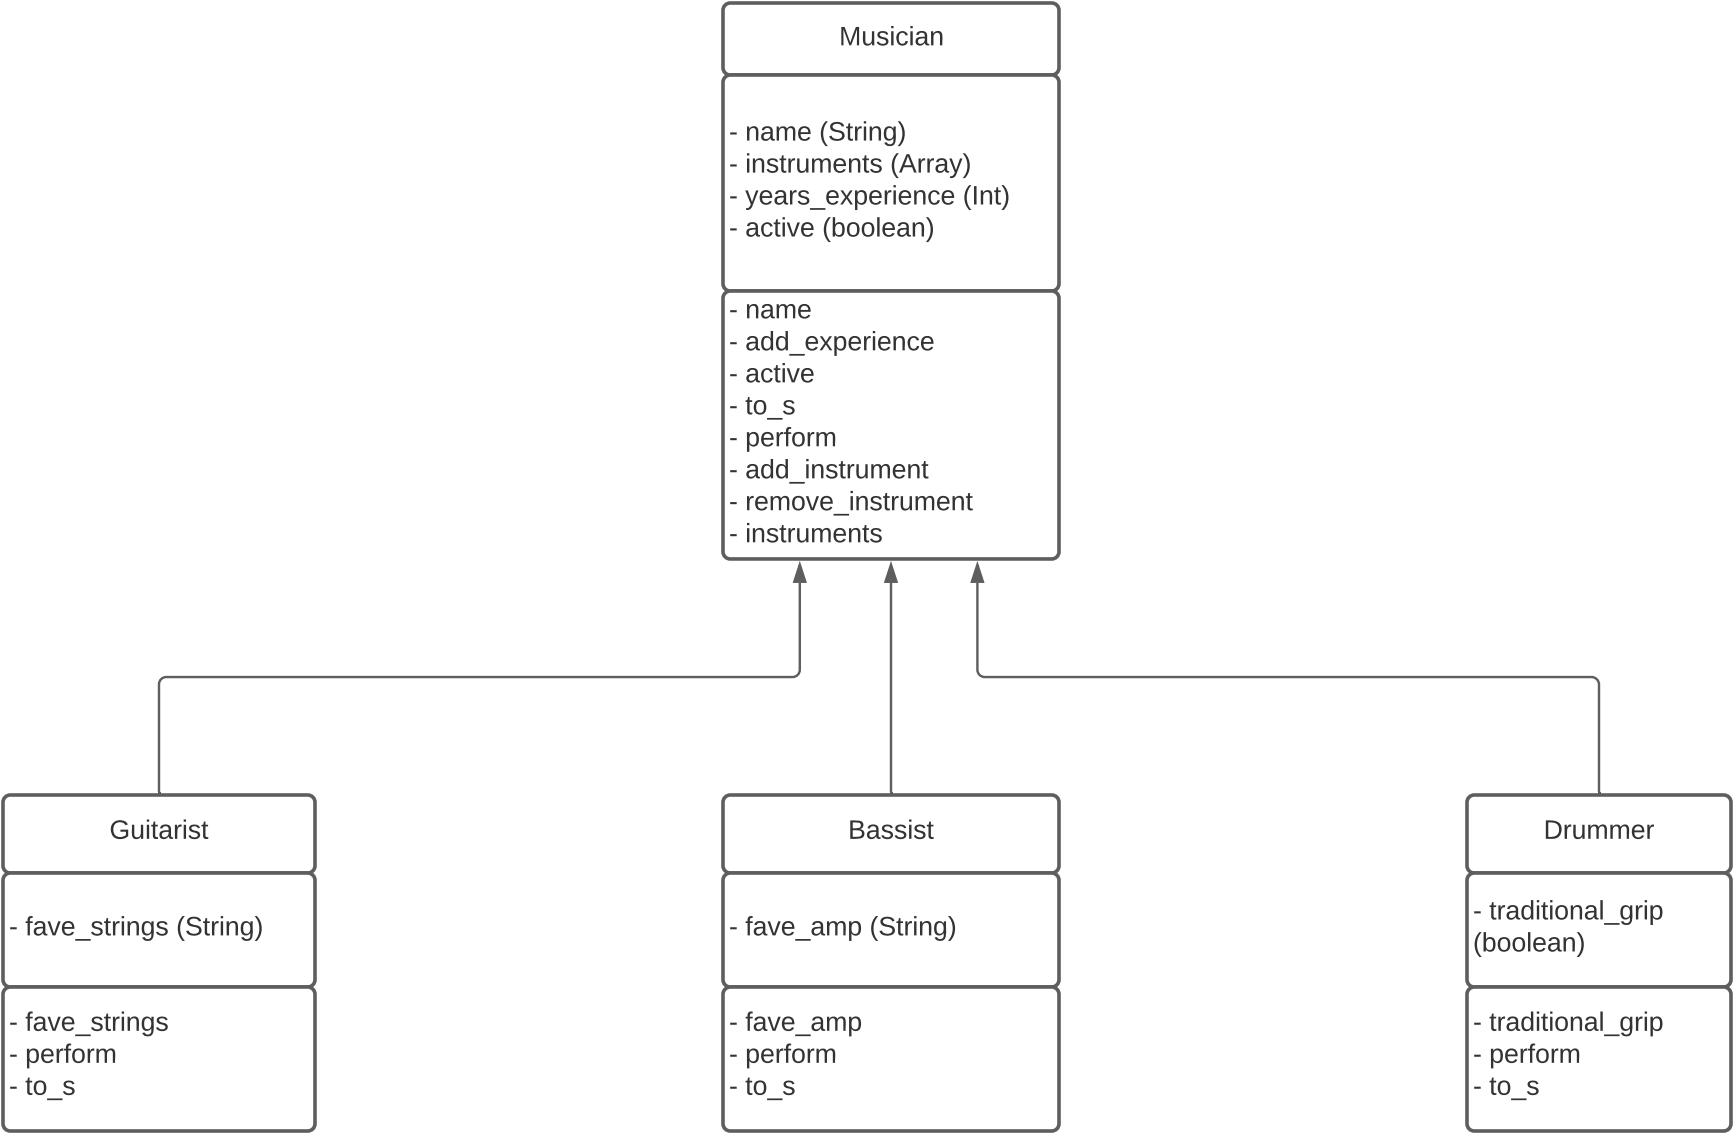 Musician
- name (String)
- instruments (Array)
- years_experience (Int)
- active (boolean)
- name
- add_experience
- active
- to_s
- perform
- add_instrument
- remove_instrument
- instruments
Guitarist
- fave_strings (String)
- fave_strings
- perform
- to_s
Bassist
- fave_amp (String)
- fave_amp
- perform
- to_s
Drummer
- traditional_grip
(boolean)
- traditional_grip
- perform
- to_s